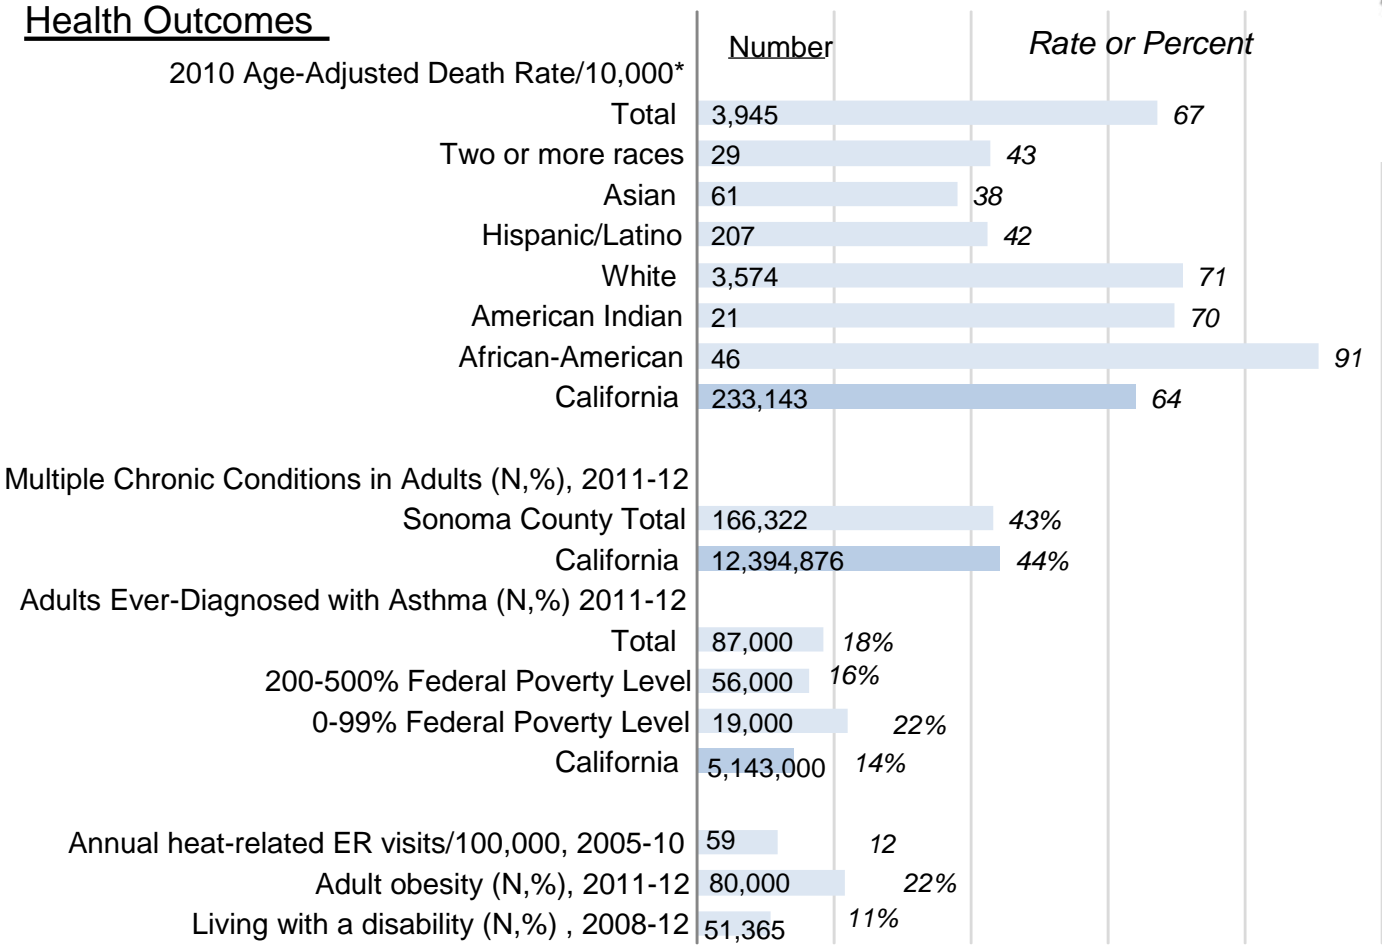 Health Outcomes
Number Rate or Percent
2010 Age-Adjusted Death Rate/10,000*
Total 3,945 67
Two or more races 29 43
Asian 61 38
Hispanic/Latino 207 42
White 3,574 71
American Indian 21 70
African-American 46 91
California 233,143 64
Multiple Chronic Conditions in Adults (N,%), 2011-12
Sonoma County Total 166,322 43%
California 12,394,876 44%
Adults Ever-Diagnosed with Asthma (N,%) 2011-12
Total 87,000 18%
200-500% Federal Poverty Level 56,000 16%
0-99% Federal Poverty Level 19,000 22%
California 5,143,000 14%
Annual heat-related ER visits/100,000, 2005-10 59 12
Adult obesity (N,%), 2011-12 80,000 22%
Living with a disability (N,%) , 2008-12 51,365 11%